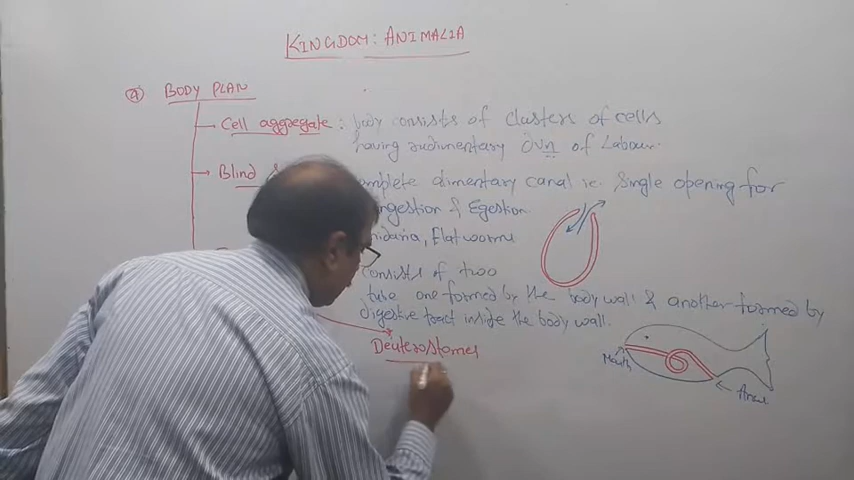 KINGDOM: ANIMALIA
4 BODY PLAN
Cell aggregate : body consists of clusters of cells
having rudimentary Dvn of Labour.
Blind
complete alimentary canal ie. Single opening for
ingestion & Egestion
Cnidaria, Flatworms
consists of two
tube one formed by the body wall & another formed by
digestive tract inside the body wall.
Deuterostomes
Mouth
Anus